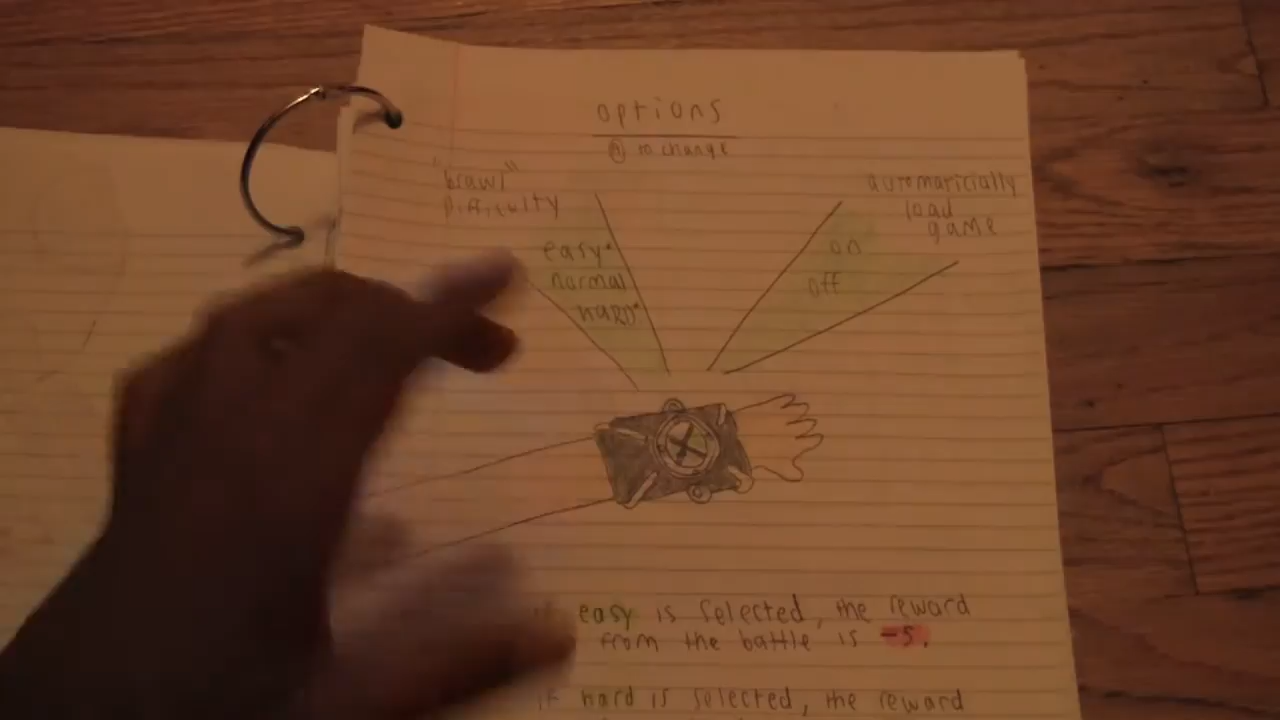 options
@ to change
"brawl"
difficulty
easy*
normal
hard*
automaticially
load
game
on
off
easy is selected, the reward
from the battle is -5.
if hard is selected, the reward